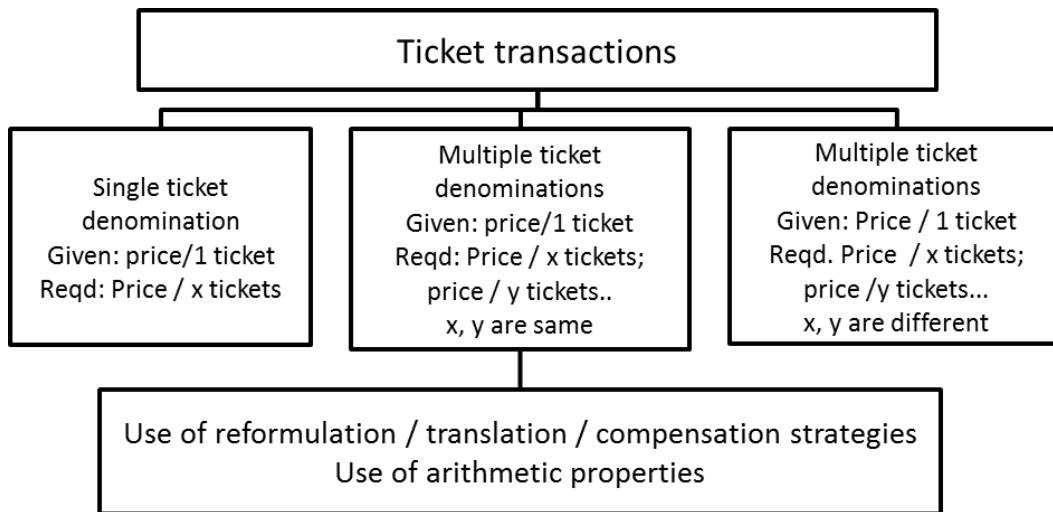 Ticket transactions
Single ticket
denomination
Given: price/1 ticket
Reqd: Price / x tickets
Multiple ticket
denominations
Given: price/1 ticket
Reqd: Price / x tickets;
price / y tickets..
x, y are same
Multiple ticket
denominations
Given: Price / 1 ticket
Reqd. Price / x tickets;
price /y tickets...
x, y are different
Use of reformulation / translation / compensation strategies
Use of arithmetic properties